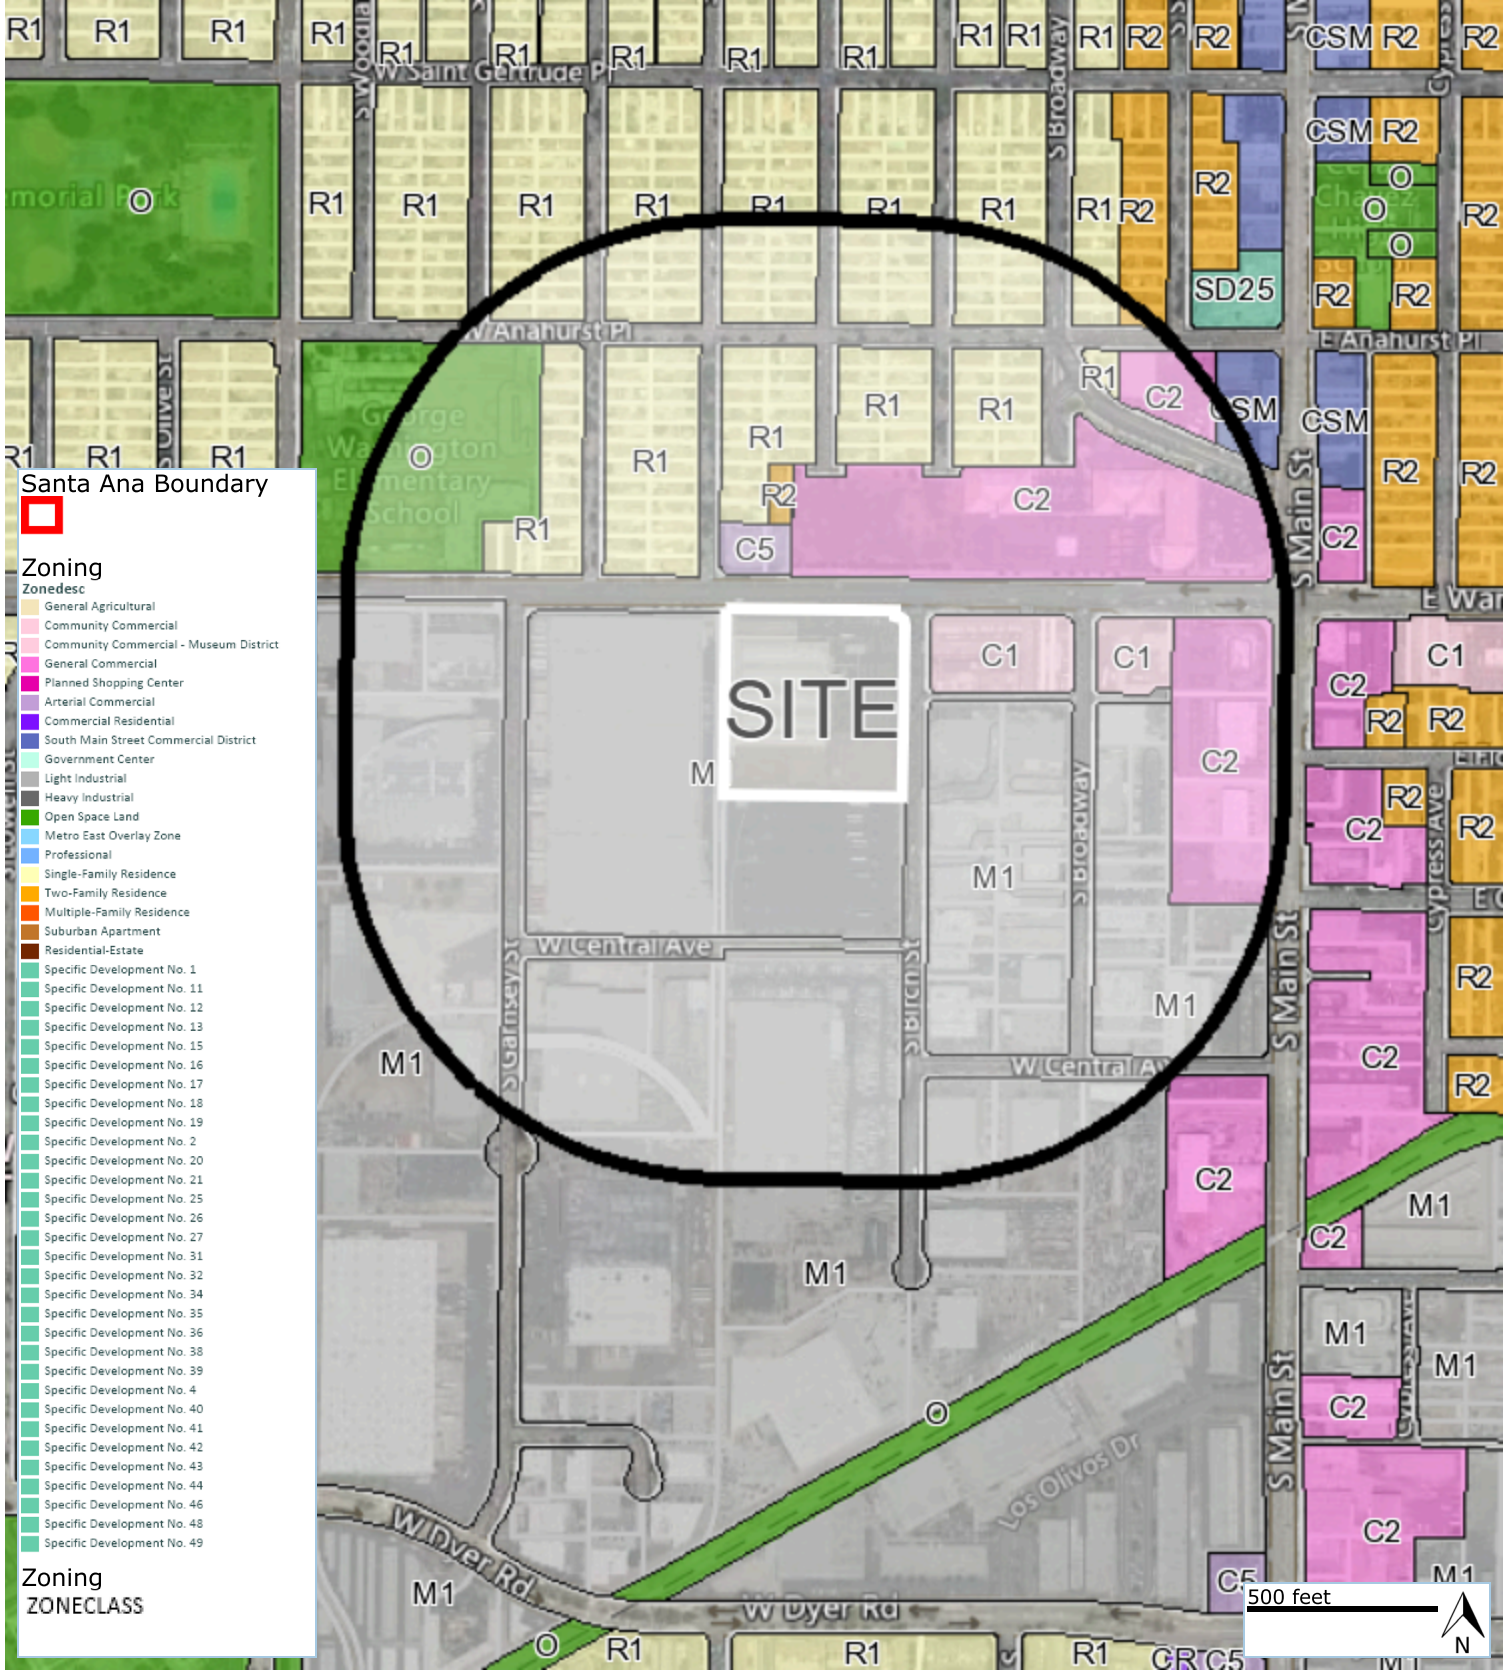 R1 R1 R1 R1 R1 R1 R1 R1 R1 R1 R1 R1 R2 R2 CSM R2 R2
W Saint Gertrude Pl
S Broadway
CSM R2
O
R1 R1 R1 R1 R1 R1 R1 R1 R2 R2 O O R2
O
SD25 R2 R2
W Anahurst Pl
E Anahurst Pl
R1 C2 CSM CSM
George
Washington
Elementary
School
O
R1 R1 R1 R1
R1 R1 R1 S Olive St
R2 R2
R2 C2
R1 C5 C2
S Main St
SITE
C1 C1 C2 C1
R2 R2
M C2
R2
C2 R2
M1
S Broadway
Cypress Ave
W Central Ave
S Garnsey St
S Birch St
S Main St
R2
M1
M1 C2
W Central Av
R2
C2 M1
C2
M1
O
M1 M1
C2
S Main St
Los Olivos Dr
C2
W Dyer Rd
M1 C5 M1
W Dyer Rd
O R1 R1 R1 CR C5 M1
Santa Ana Boundary
Zoning
Zonedesc
General Agricultural
Community Commercial
Community Commercial - Museum District
General Commercial
Planned Shopping Center
Arterial Commercial
Commercial Residential
South Main Street Commercial District
Government Center
Light Industrial
Heavy Industrial
Open Space Land
Metro East Overlay Zone
Professional
Single-Family Residence
Two-Family Residence
Multiple-Family Residence
Suburban Apartment
Residential-Estate
Specific Development No. 1
Specific Development No. 11
Specific Development No. 12
Specific Development No. 13
Specific Development No. 15
Specific Development No. 16
Specific Development No. 17
Specific Development No. 18
Specific Development No. 19
Specific Development No. 2
Specific Development No. 20
Specific Development No. 21
Specific Development No. 25
Specific Development No. 26
Specific Development No. 27
Specific Development No. 31
Specific Development No. 32
Specific Development No. 34
Specific Development No. 35
Specific Development No. 36
Specific Development No. 38
Specific Development No. 39
Specific Development No. 4
Specific Development No. 40
Specific Development No. 41
Specific Development No. 42
Specific Development No. 43
Specific Development No. 44
Specific Development No. 46
Specific Development No. 48
Specific Development No. 49
Zoning
ZONECLASS
500 feet
N